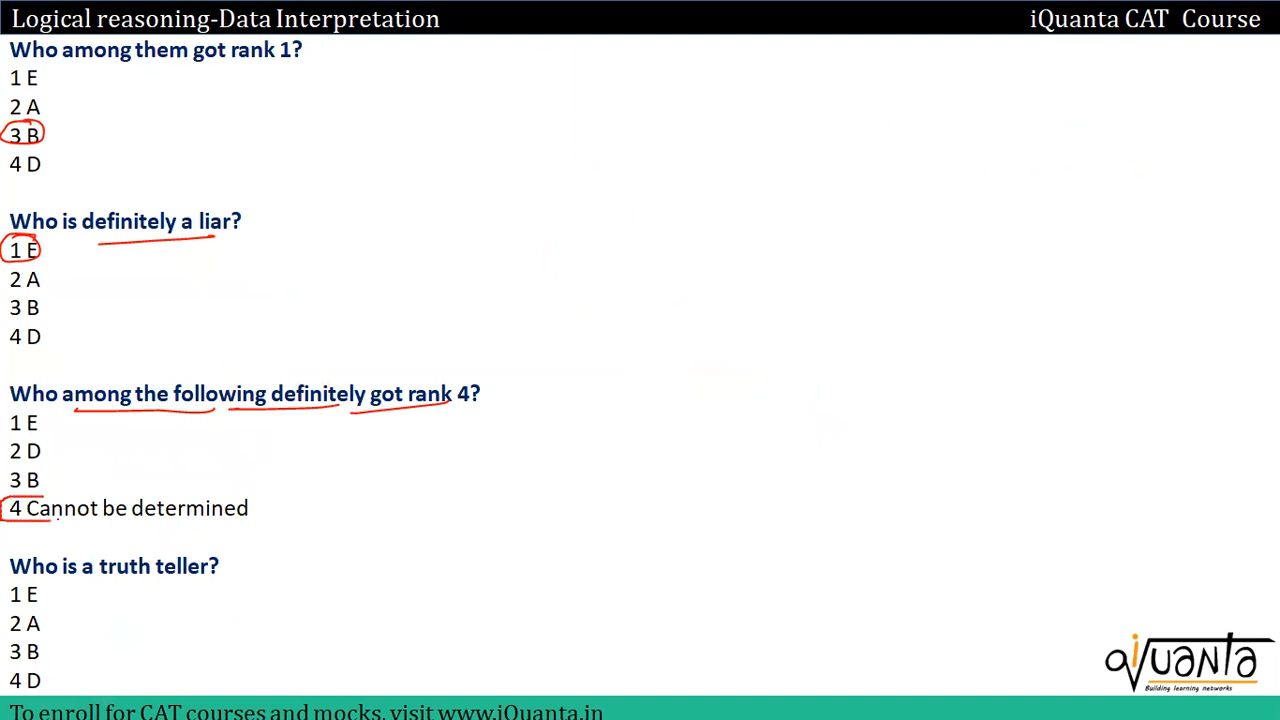 Logical reasoning-Data Interpretation
iQuanta CAT Course
Who among them got rank 1?
1 E
2 A
3 B
4 D
Who is definitely a liar?
1 E
2 A
3 B
4 D
Who among the following definitely got rank 4?
1 E
2 D
3 B
4 Cannot be determined
Who is a truth teller?
1 E
2 A
3 B
4 D
iQuanta
Building learning networks
To enroll for CAT courses and mocks, visit www.iQuanta.in